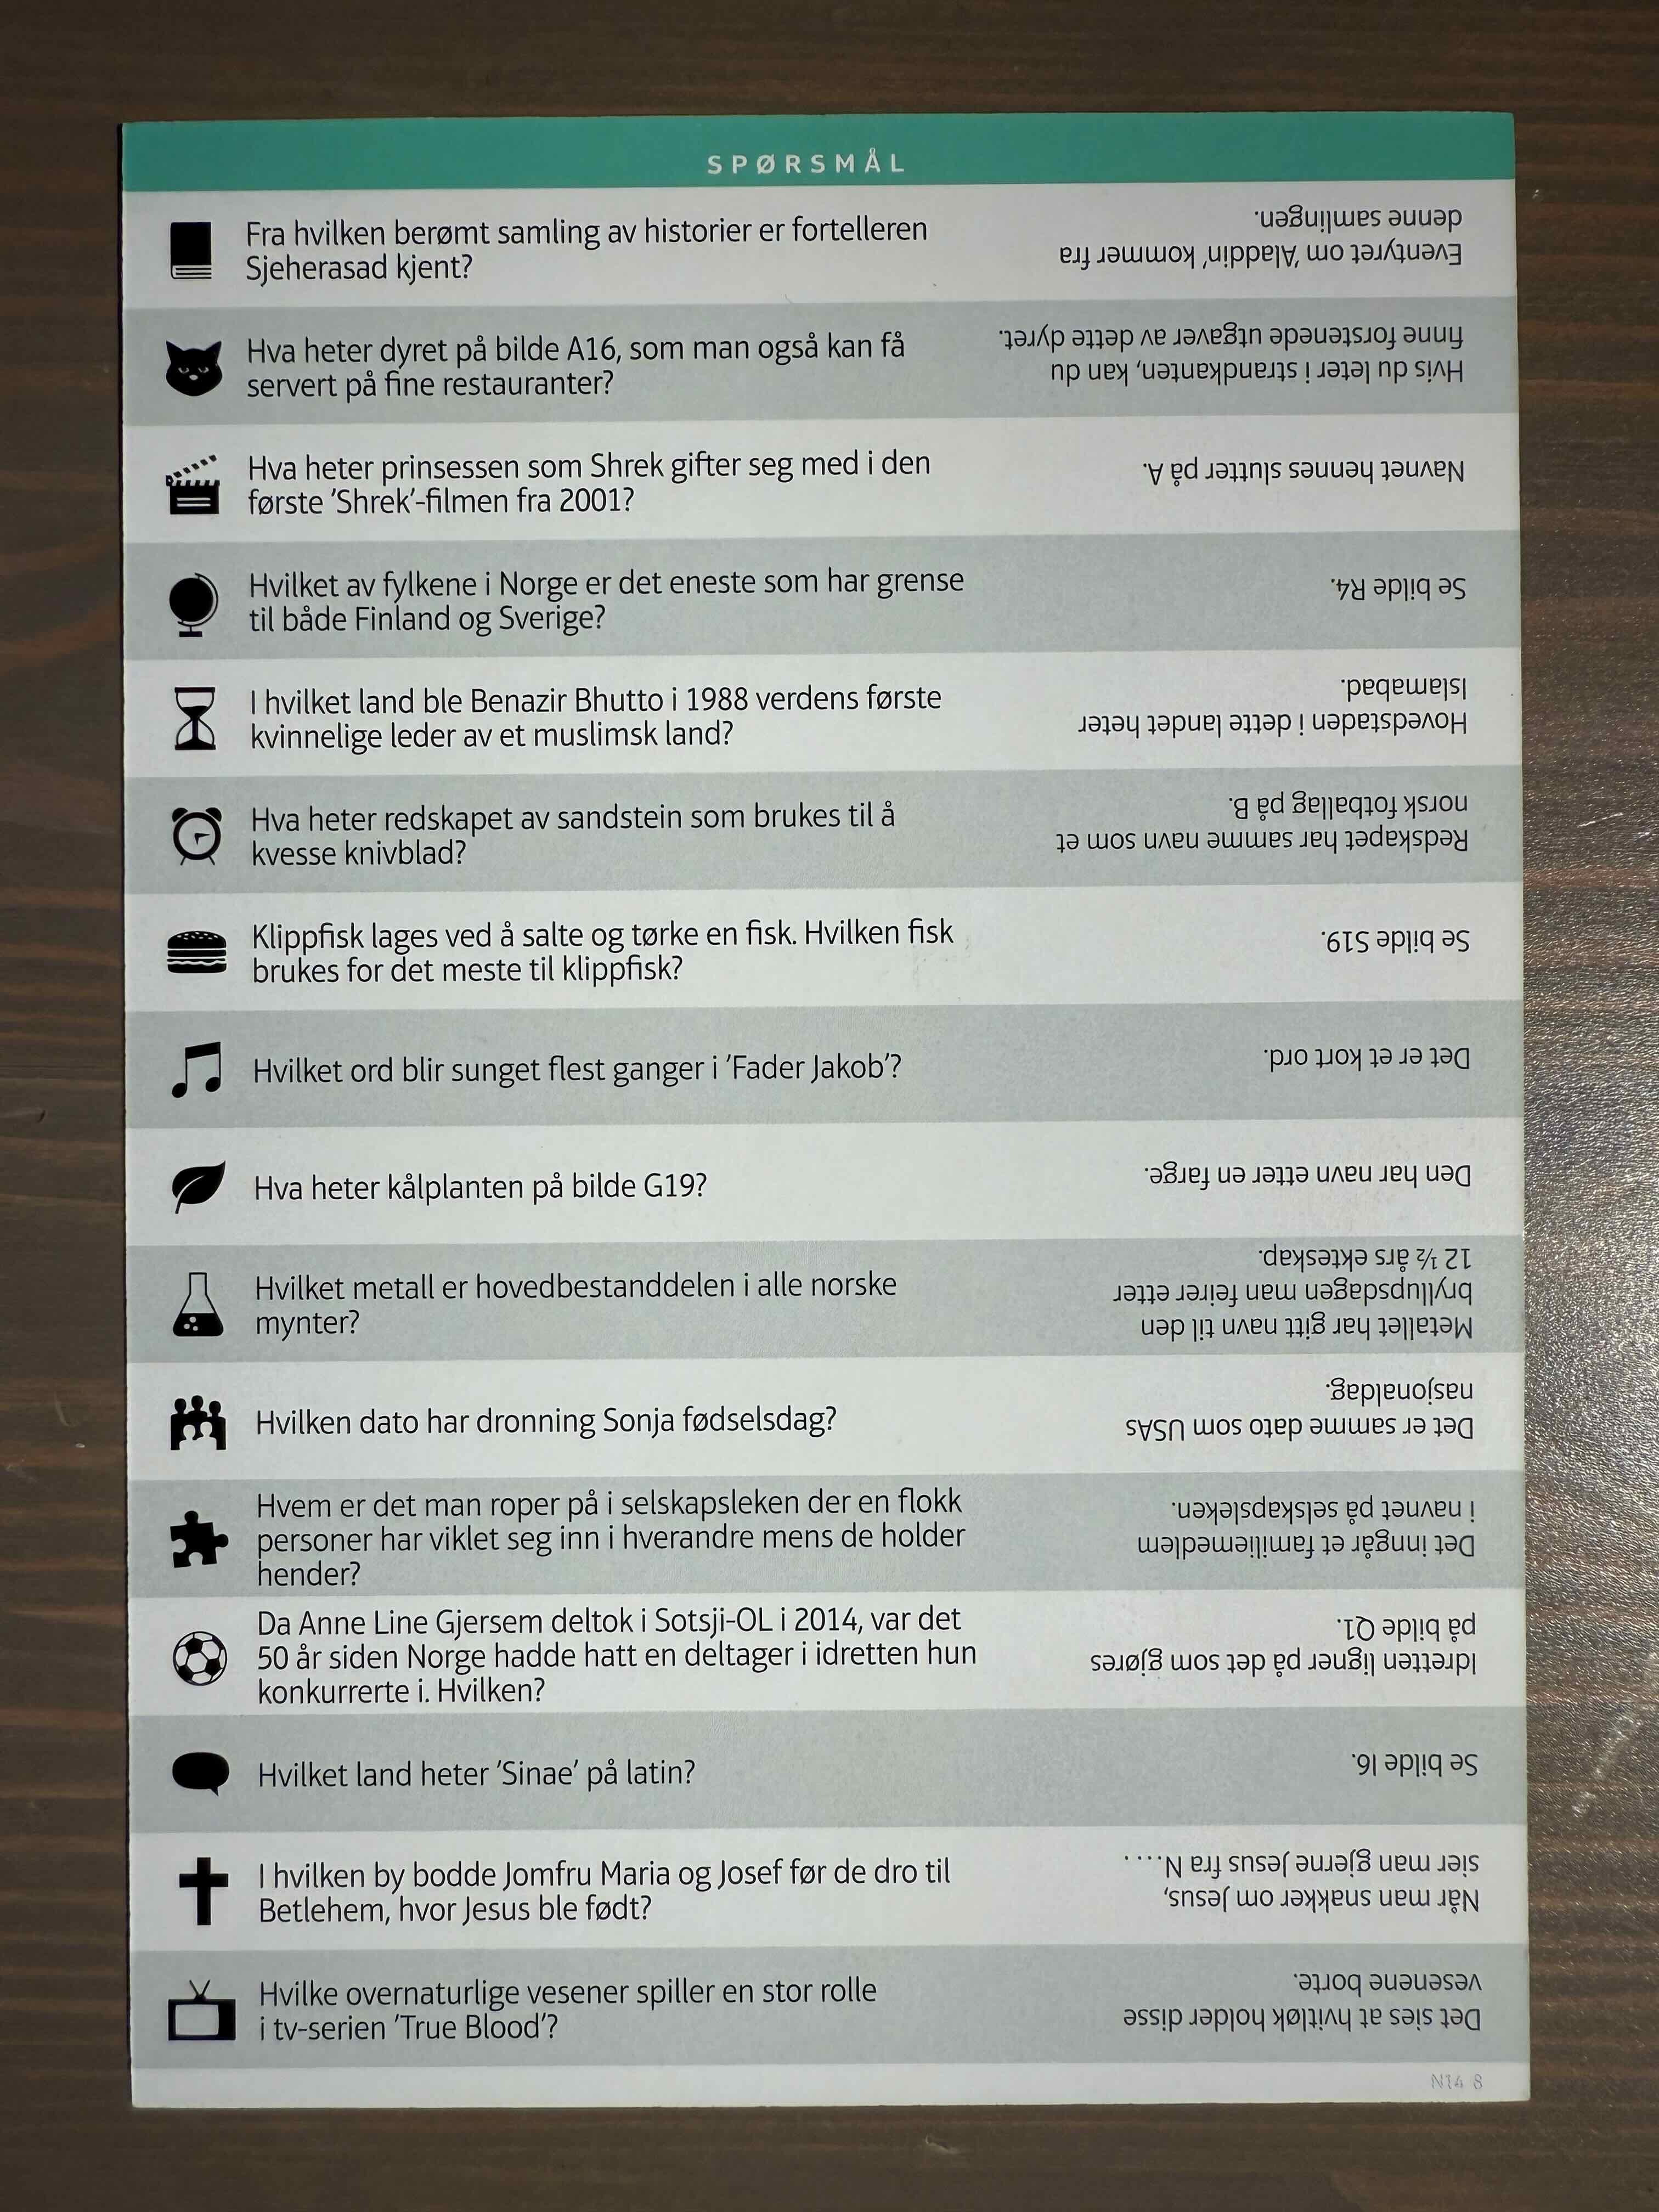 SPØRSMÅL
Fra hvilken berømt samling av historier er fortelleren
Sjeherasad kjent?
Eventyret om 'Aladdin' kommer fra
denne samlingen.
Hva heter dyret på bilde A16, som man også kan få
servert på fine restauranter?
Hvis du leter i strandkanten, kan du
finne forstenede utgaver av dette dyret.
Hva heter prinsessen som Shrek gifter seg med i den
første 'Shrek'-filmen fra 2001?
Navnet hennes slutter på A.
Hvilket av fylkene i Norge er det eneste som har grense
til både Finland og Sverige?
Se bilde R4.
I hvilket land ble Benazir Bhutto i 1988 verdens første
kvinnelige leder av et muslimsk land?
Hovedstaden i dette landet heter
Islamabad.
Hva heter redskapet av sandstein som brukes til å
kvesse knivblad?
Redskapet har samme navn som et
norsk fotballag på B.
Klippfisk lages ved å salte og tørke en fisk. Hvilken fisk
brukes for det meste til klippfisk?
Se bilde S19.
Hvilket ord blir sunget flest ganger i 'Fader Jakob'?
Det er et kort ord.
Hva heter kålplanten på bilde G19?
Den har navn etter en farge.
Hvilket metall er hovedbestanddelen i alle norske
mynter?
Metallet har gitt navn til den
bryllupsdagen man feirer etter
12 ½ års ekteskap.
Hvilken dato har dronning Sonja fødselsdag?
Det er samme dato som USAs
nasjonaldag.
Hvem er det man roper på i selskapsleken der en flokk
personer har viklet seg inn i hverandre mens de holder
hender?
Det inngår et familiemedlem
i navnet på selskapsleken.
Da Anne Line Gjersem deltok i Sotsji-OL i 2014, var det
50 år siden Norge hadde hatt en deltager i idretten hun
konkurrerte i. Hvilken?
Idretten ligner på det som gjøres
på bilde Q1.
Hvilket land heter 'Sinae' på latin?
Se bilde I6.
I hvilken by bodde Jomfru Maria og Josef før de dro til
Betlehem, hvor Jesus ble født?
Når man snakker om Jesus,
sier man gjerne Jesus fra N.....
Hvilke overnaturlige vesener spiller en stor rolle
i tv-serien 'True Blood'?
Det sies at hvitløk holder disse
vesenene borte.
N14 8